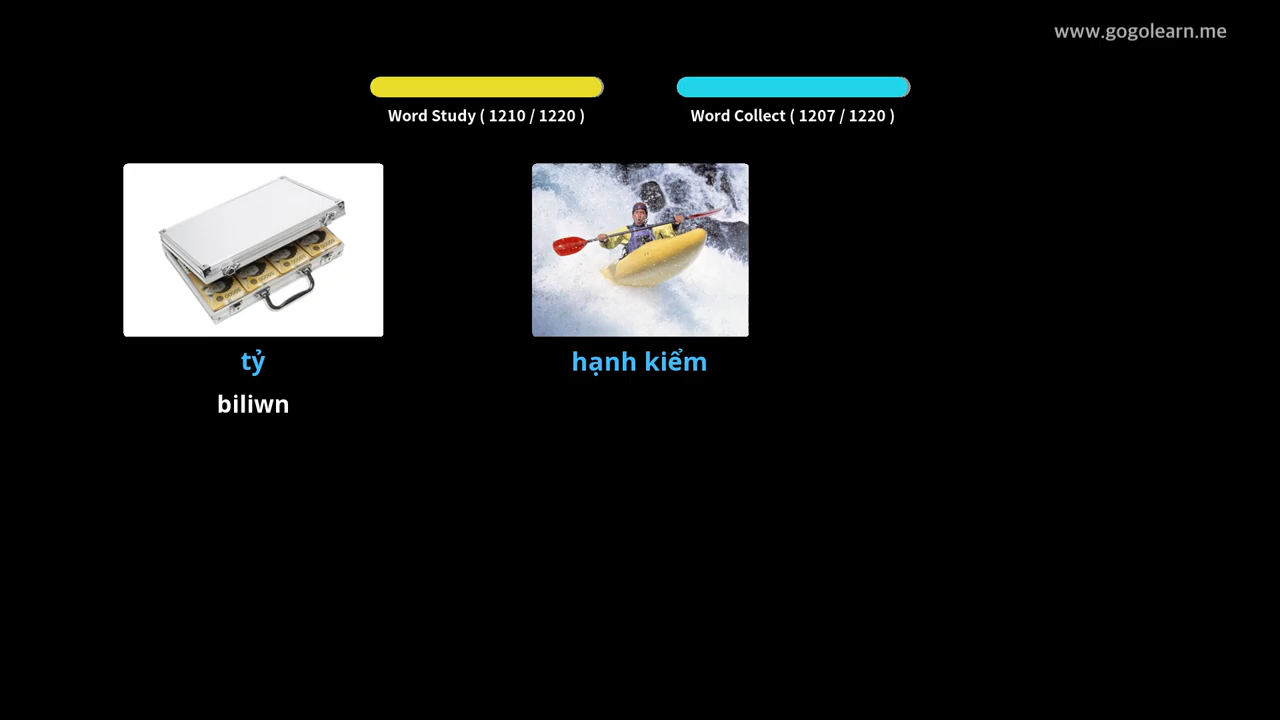 www.gogolearn.me
Word Study ( 1210 / 1220 )
Word Collect ( 1207 / 1220 )
tỷ
biliwn
hạnh kiểm